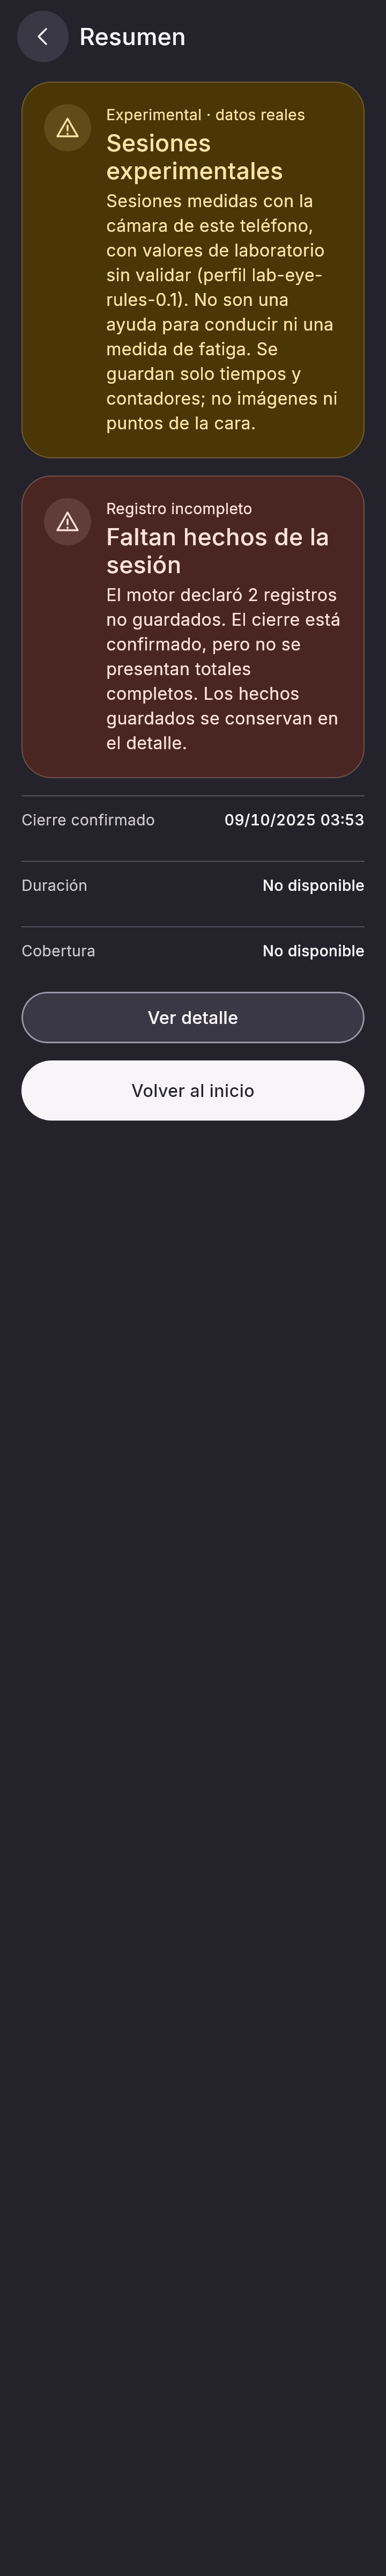 Resumen
Experimental · datos reales
Sesiones
experimentales
Sesiones medidas con la
cámara de este teléfono,
con valores de laboratorio
sin validar (perfil lab-eye-
rules-0.1). No son una
ayuda para conducir ni una
medida de fatiga. Se
guardan solo tiempos y
contadores; no imágenes ni
puntos de la cara.
Registro incompleto
Faltan hechos de la
sesión
El motor declaró 2 registros
no guardados. El cierre está
confirmado, pero no se
presentan totales
completos. Los hechos
guardados se conservan en
el detalle.
Cierre confirmado 09/10/2025 03:53
Duración No disponible
Cobertura No disponible
Ver detalle
Volver al inicio